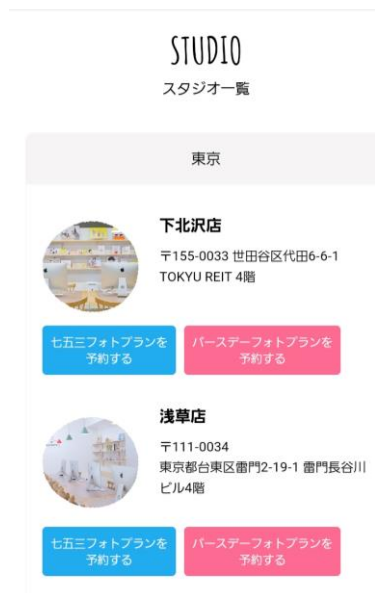 STUDIO
スタジオ一覧
東京
下北沢店
〒155-0033 世田谷区代田6-6-1
TOKYU REIT 4階
七五三フォトプランを
予約する
バースデーフォトプランを
予約する
浅草店
〒111-0034
東京都台東区雷門2-19-1 雷門長谷川
ビル4階
七五三フォトプランを
予約する
バースデーフォトプランを
予約する